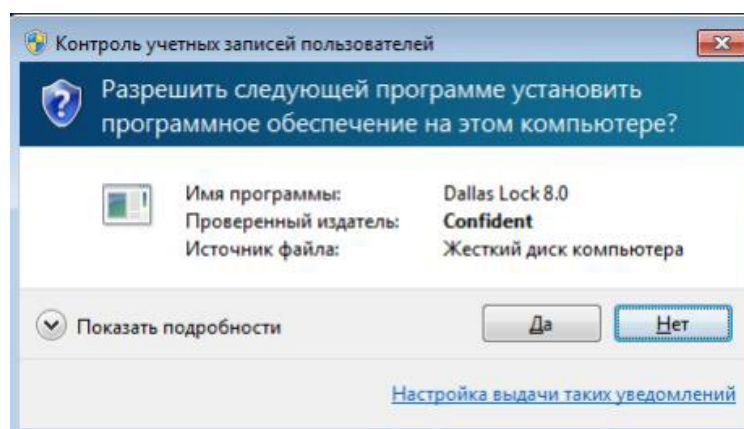 Контроль учетных записей пользователей
Разрешить следующей программе установить
программное обеспечение на этом компьютере?
Имя программы: Dallas Lock 8.0
Проверенный издатель: Confident
Источник файла: Жесткий диск компьютера
Показать подробности Да Нет
Настройка выдачи таких уведомлений